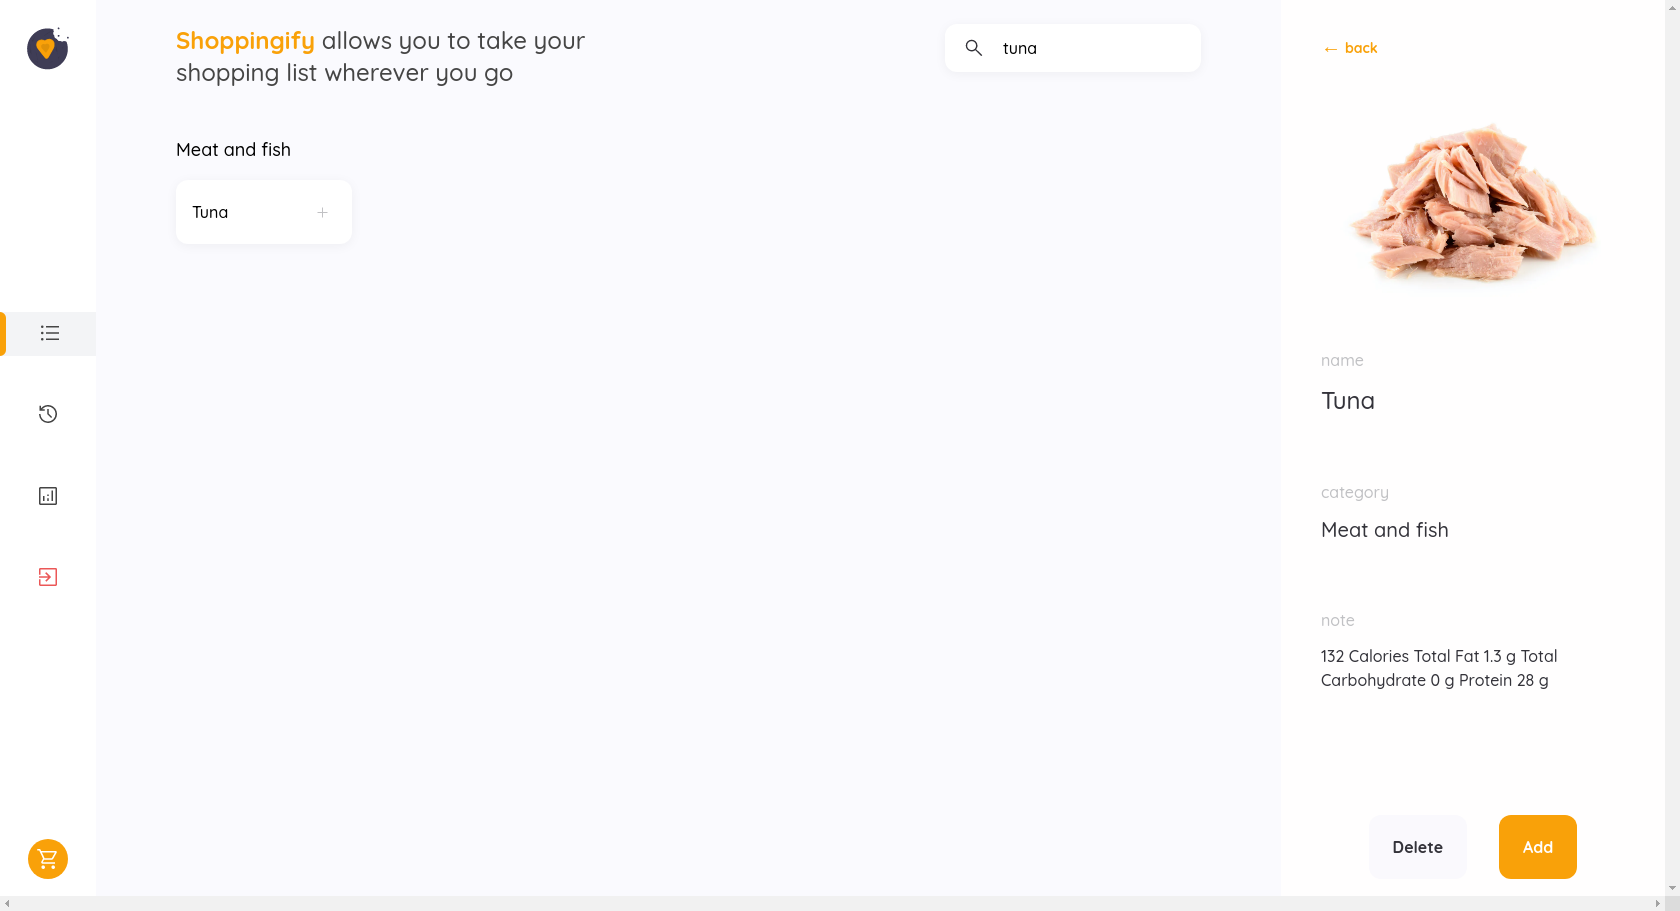 Shoppingify allows you to take your
shopping list wherever you go
tuna
Meat and fish
Tuna
← back
name
Tuna
category
Meat and fish
note
132 Calories Total Fat 1.3 g Total
Carbohydrate 0 g Protein 28 g
Delete
Add